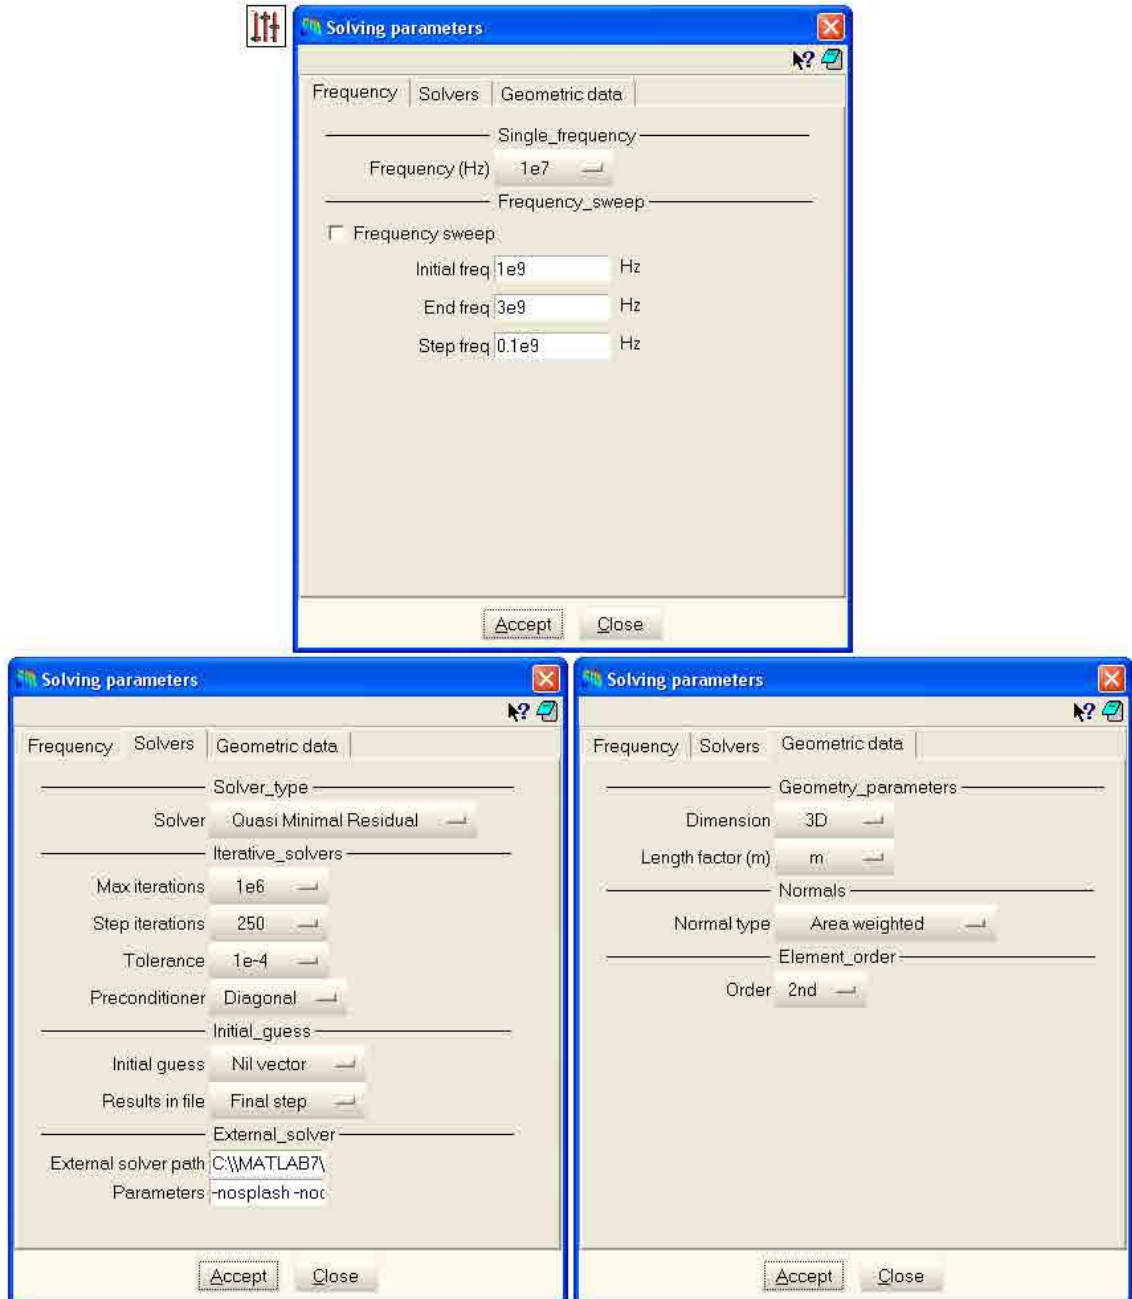 Solving parameters
Frequency Solvers Geometric data
Single_frequency
Frequency (Hz) 1e7
Frequency_sweep
Frequency sweep
Initial freq 1e9 Hz
End freq 3e9 Hz
Step freq 0.1e9 Hz
Accept Close
Solving parameters
Frequency Solvers Geometric data
Solver_type
Solver Quasi Minimal Residual
Iterative_solvers
Max iterations 1e6
Step iterations 250
Tolerance 1e-4
Preconditioner Diagonal
Initial_guess
Initial guess Nil vector
Results in file Final step
External_solver
External solver path C:\\MATLAB7\
Parameters -nosplash -noc
Accept Close
Solving parameters
Frequency Solvers Geometric data
Geometry_parameters
Dimension 3D
Length factor (m) m
Normals
Normal type Area weighted
Element_order
Order 2nd
Accept Close